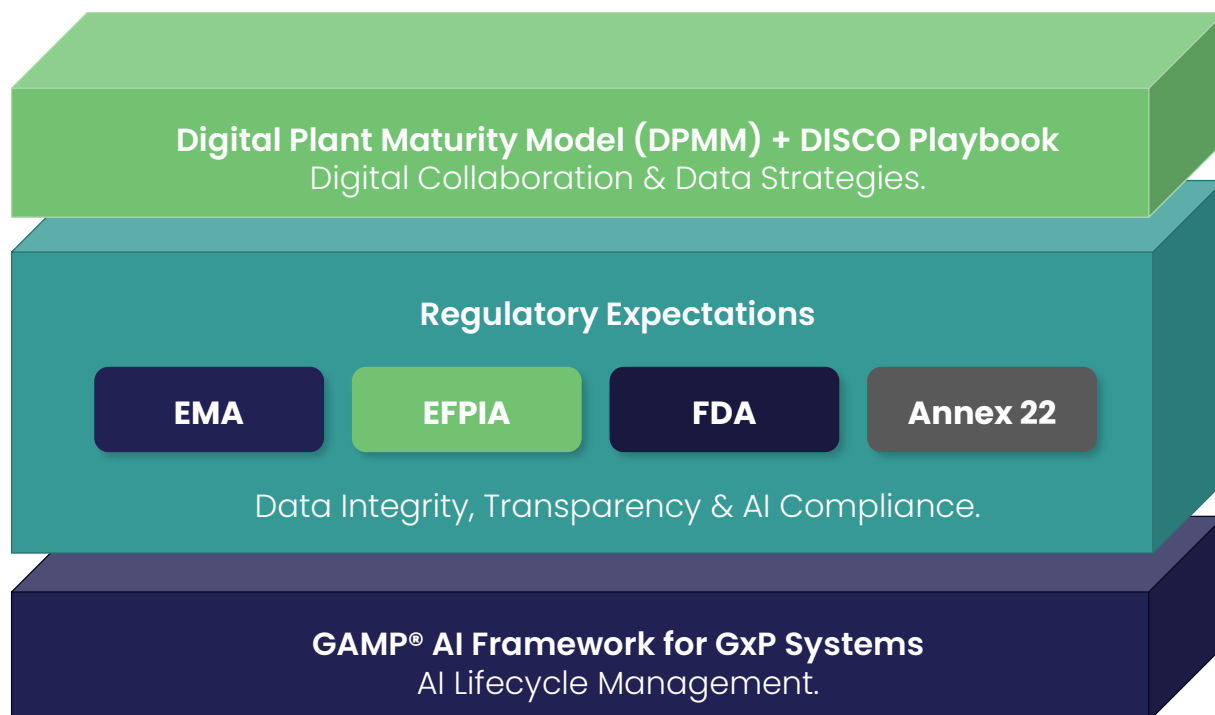 Digital Plant Maturity Model (DPMM) + DISCO Playbook
Digital Collaboration & Data Strategies.
Regulatory Expectations
EMA
EFPIA
FDA
Annex 22
Data Integrity, Transparency & AI Compliance.
GAMP® AI Framework for GxP Systems
AI Lifecycle Management.